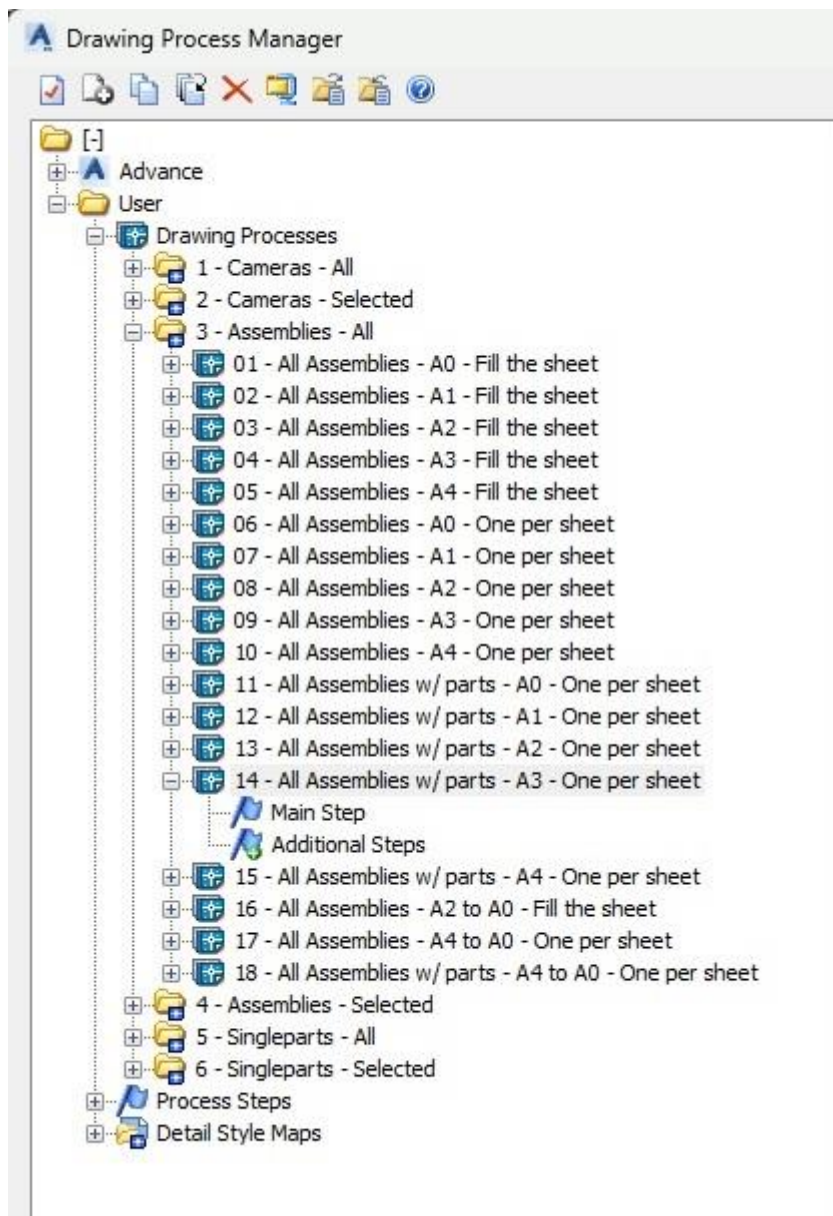 Drawing Process Manager
[-]
Advance
User
Drawing Processes
1 - Cameras - All
2 - Cameras - Selected
3 - Assemblies - All
01 - All Assemblies - A0 - Fill the sheet
02 - All Assemblies - A1 - Fill the sheet
03 - All Assemblies - A2 - Fill the sheet
04 - All Assemblies - A3 - Fill the sheet
05 - All Assemblies - A4 - Fill the sheet
06 - All Assemblies - A0 - One per sheet
07 - All Assemblies - A1 - One per sheet
08 - All Assemblies - A2 - One per sheet
09 - All Assemblies - A3 - One per sheet
10 - All Assemblies - A4 - One per sheet
11 - All Assemblies w/ parts - A0 - One per sheet
12 - All Assemblies w/ parts - A1 - One per sheet
13 - All Assemblies w/ parts - A2 - One per sheet
14 - All Assemblies w/ parts - A3 - One per sheet
Main Step
Additional Steps
15 - All Assemblies w/ parts - A4 - One per sheet
16 - All Assemblies - A2 to A0 - Fill the sheet
17 - All Assemblies - A4 to A0 - One per sheet
18 - All Assemblies w/ parts - A4 to A0 - One per sheet
4 - Assemblies - Selected
5 - Singleparts - All
6 - Singleparts - Selected
Process Steps
Detail Style Maps